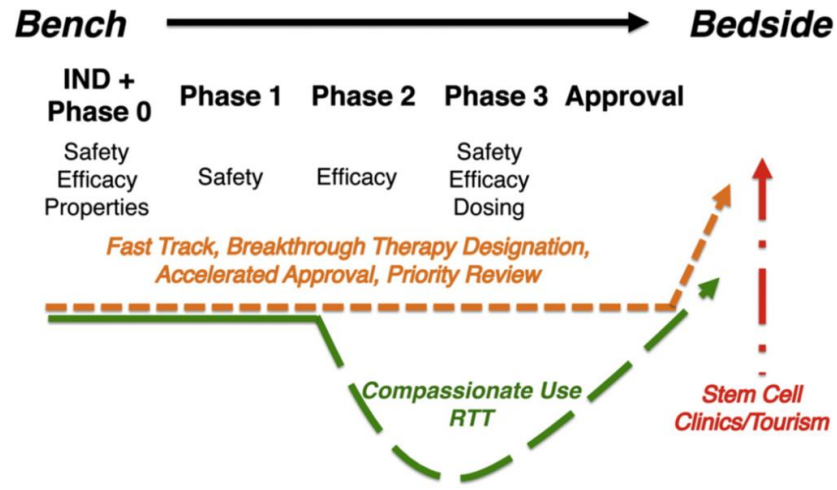 Bench
Bedside
IND +
Phase 0
Phase 1
Phase 2
Phase 3
Approval
Safety
Efficacy
Properties
Safety
Efficacy
Safety
Efficacy
Dosing
Fast Track, Breakthrough Therapy Designation,
Accelerated Approval, Priority Review
Compassionate Use
RTT
Stem Cell
Clinics/Tourism